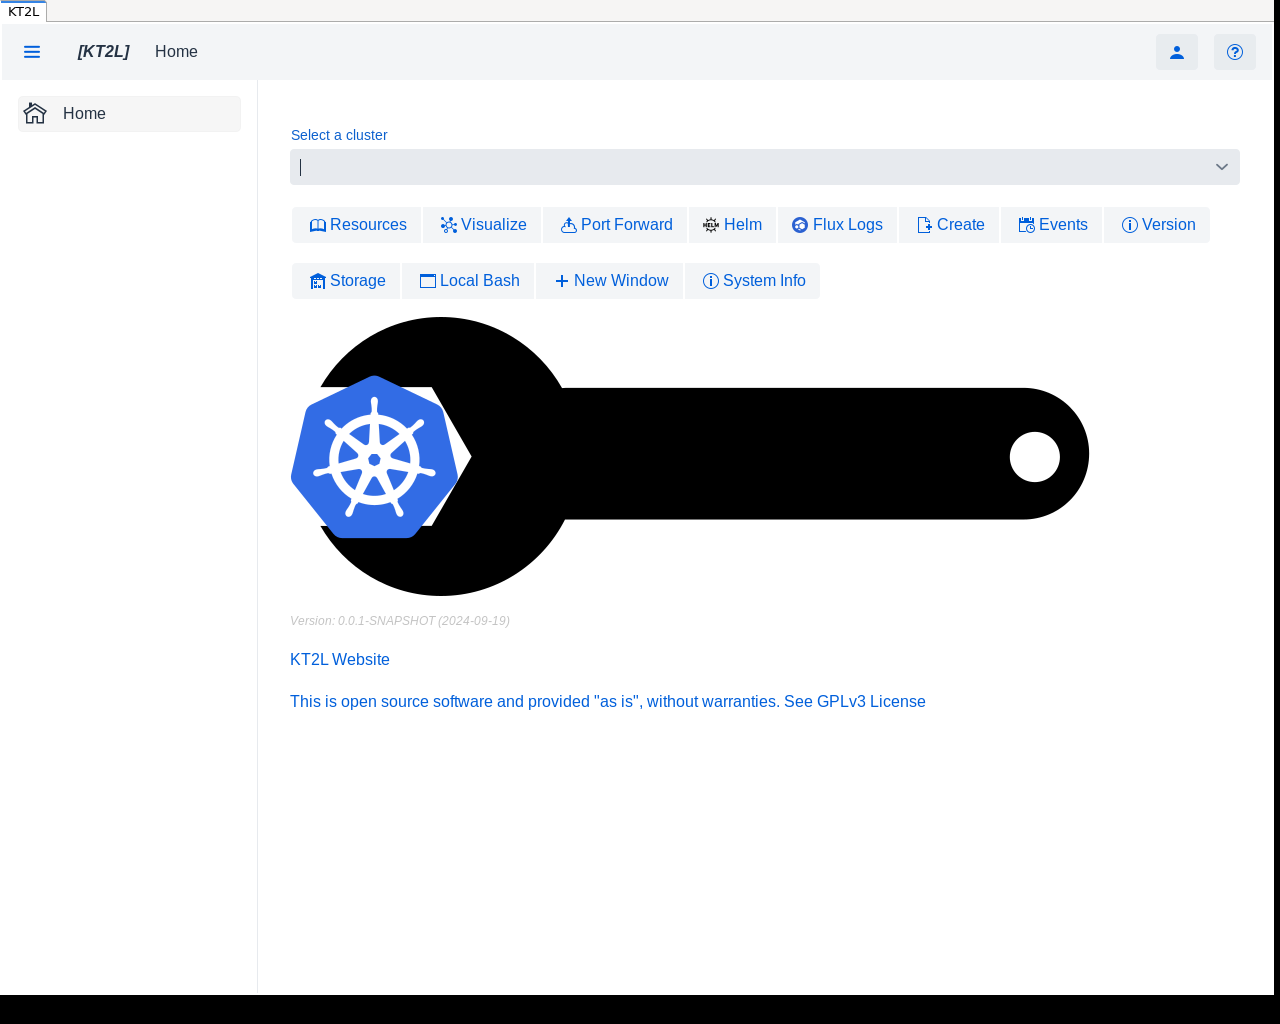 KT2L
[KT2L] Home
Home
Select a cluster
Resources Visualize Port Forward HELM Helm Flux Logs Create Events Version
Storage Local Bash New Window System Info
Version: 0.0.1-SNAPSHOT (2024-09-19)
KT2L Website
This is open source software and provided "as is", without warranties. See GPLv3 License